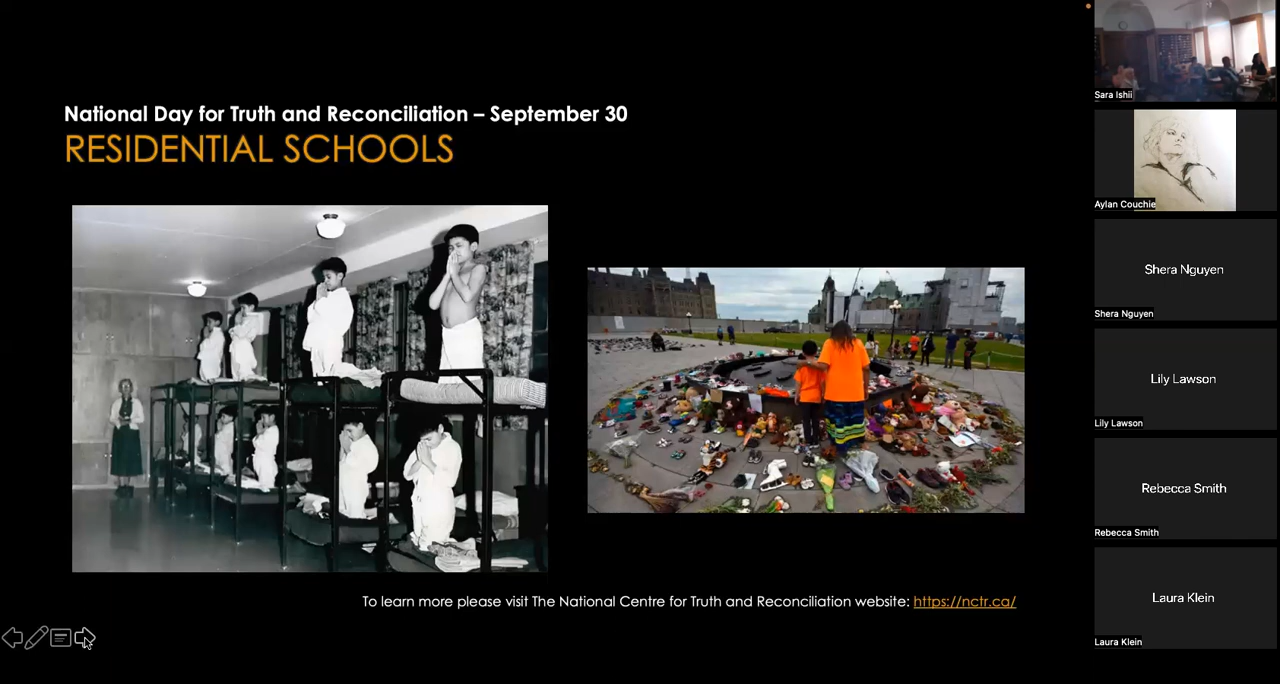 National Day for Truth and Reconciliation – September 30
RESIDENTIAL SCHOOLS
To learn more please visit The National Centre for Truth and Reconciliation website: https://nctr.ca/
Sara Ishii
Aylan Couchie
Shera Nguyen
Shera Nguyen
Lily Lawson
Lily Lawson
Rebecca Smith
Rebecca Smith
Laura Klein
Laura Klein